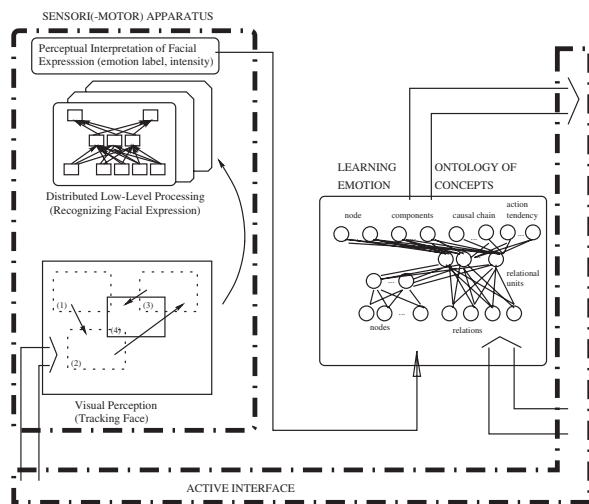 SENSORI(-MOTOR) APPARATUS
Perceptual Interpretation of Facial
Expresssion (emotion label, intensity)
Distributed Low-Level Processing
(Recognizing Facial Expression)
(1)
(3)
(4)
(2)
Visual Perception
(Tracking Face)
LEARNING
EMOTION
ONTOLOGY OF
CONCEPTS
node
components
causal chain
action
tendency
...
...
relational
units
...
...
nodes
relations
ACTIVE INTERFACE